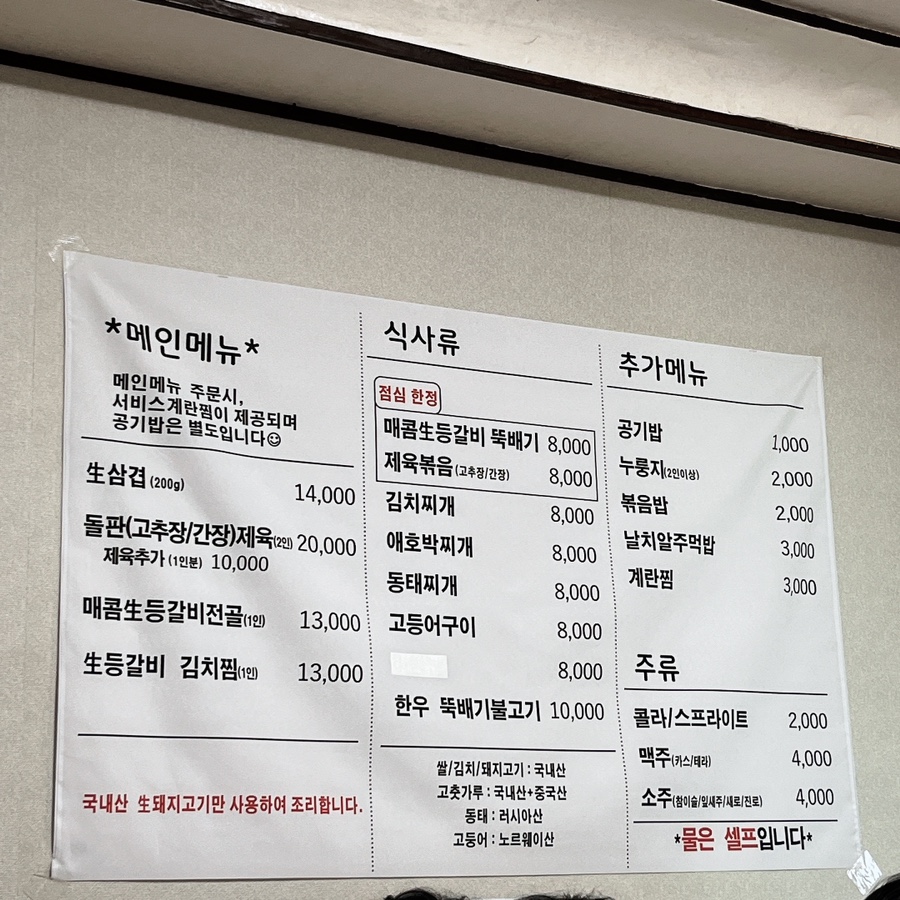 *메인메뉴*
메인메뉴 주문시,
서비스계란찜이 제공되며
공기밥은 별도입니다☺
生삼겹 (200g) 14,000
돌판(고추장/간장)제육(2인) 20,000
제육추가 (1인분) 10,000
매콤生등갈비전골(1인) 13,000
生등갈비 김치찜(1인) 13,000
국내산 生돼지고기만 사용하여 조리합니다.
식사류
점심 한정
매콤生등갈비 뚝배기 8,000
제육볶음 (고추장/간장) 8,000
김치찌개 8,000
애호박찌개 8,000
동태찌개 8,000
고등어구이 8,000
8,000
한우 뚝배기불고기 10,000
쌀/김치/돼지고기 : 국내산
고춧가루 : 국내산+중국산
동태 : 러시아산
고등어 : 노르웨이산
추가메뉴
공기밥 1,000
누룽지(2인이상) 2,000
볶음밥 2,000
날치알주먹밥 3,000
계란찜 3,000
주류
콜라/스프라이트 2,000
맥주(카스/테라) 4,000
소주(참이슬/잎새주/새로/진로) 4,000
*물은 셀프입니다*